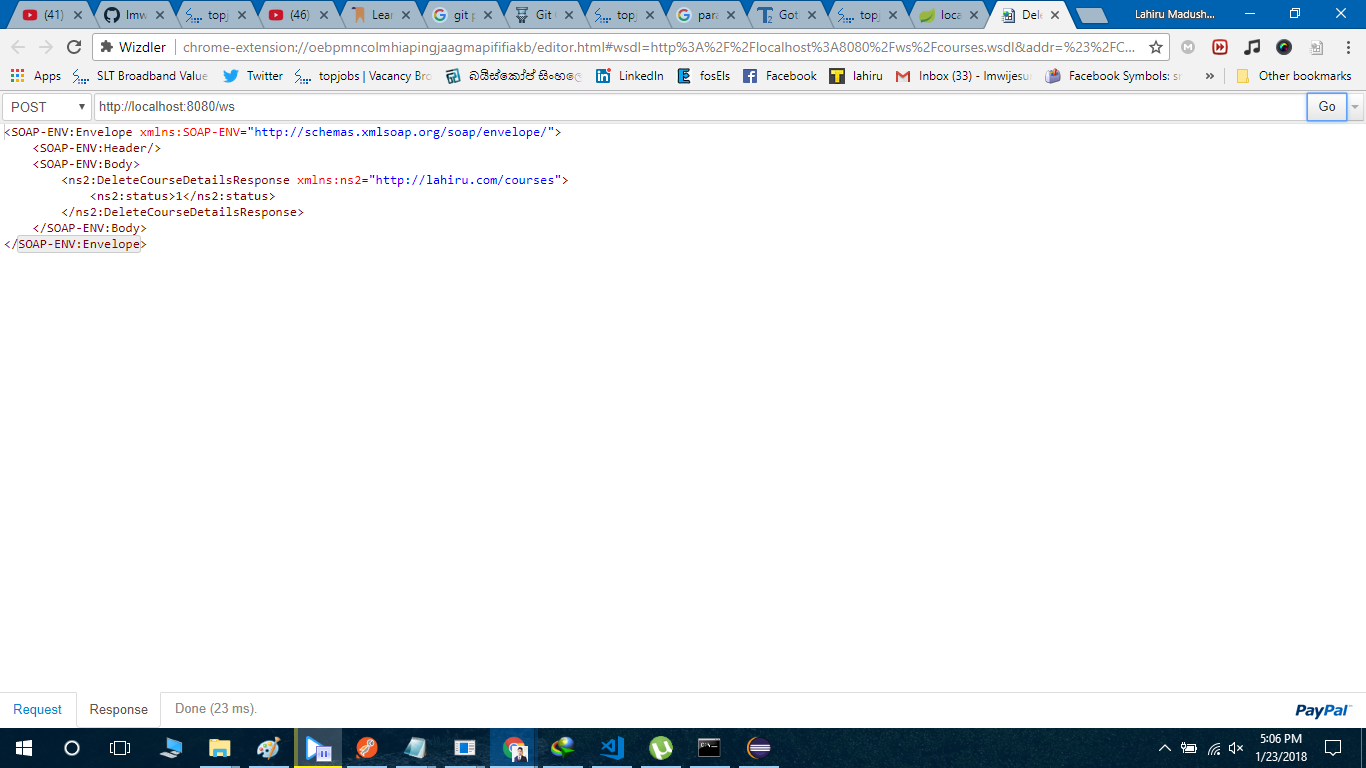 (41) Imw topj (46) Lear git p Git topj para Got topj loca Del Lahiru Madush...
Wizdler chrome-extension://oebpmncolmhiapingjaagmapififiakb/editor.html#wsdl=http%3A%2F%2Flocalhost%3A8080%2Fws%2Fcourses.wsdl&addr=%23%2FC...
Apps SLT Broadband Value Twitter topjobs | Vacancy Bro බයිස්කෝප් සිංහලෙ LinkedIn fosEls Facebook lahiru Inbox (33) - lmwijesu Facebook Symbols: sm » Other bookmarks
POST http://localhost:8080/ws Go
<SOAP-ENV:Envelope xmlns:SOAP-ENV="http://schemas.xmlsoap.org/soap/envelope/">
<SOAP-ENV:Header/>
<SOAP-ENV:Body>
<ns2:DeleteCourseDetailsResponse xmlns:ns2="http://lahiru.com/courses">
<ns2:status>1</ns2:status>
</ns2:DeleteCourseDetailsResponse>
</SOAP-ENV:Body>
</SOAP-ENV:Envelope>
Request Response Done (23 ms). PayPal
5:06 PM
1/23/2018